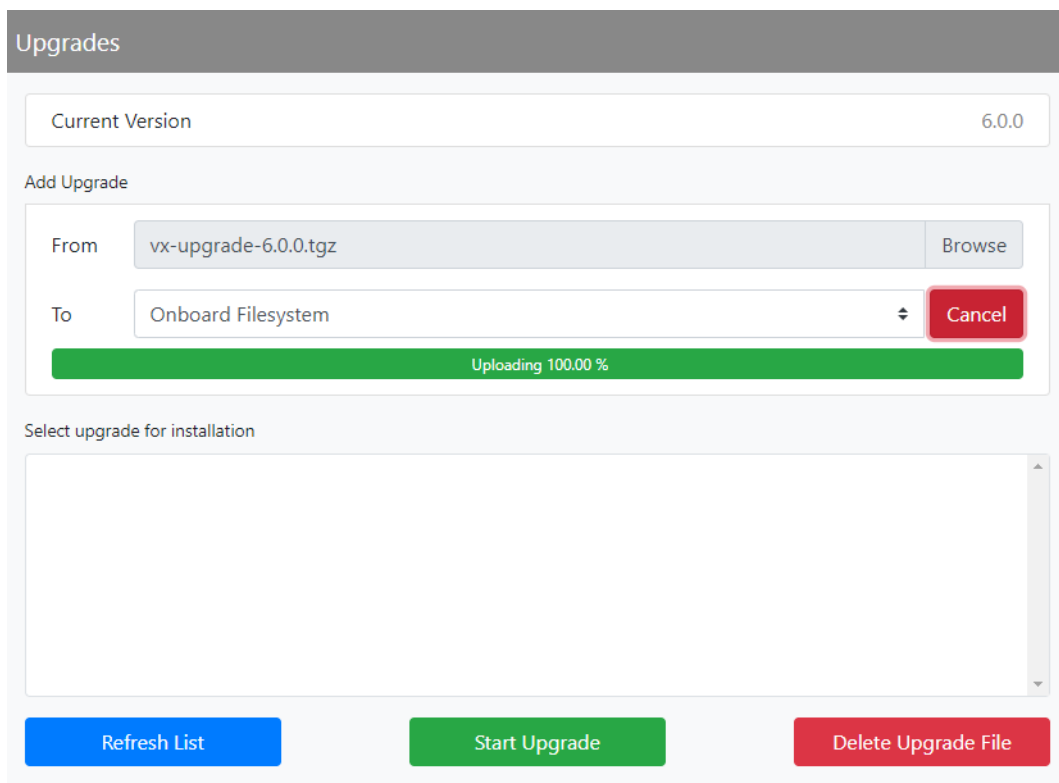 Upgrades
Current Version 6.0.0
Add Upgrade
From vx-upgrade-6.0.0.tgz Browse
To Onboard Filesystem Cancel
Uploading 100.00 %
Select upgrade for installation
Refresh List Start Upgrade Delete Upgrade File